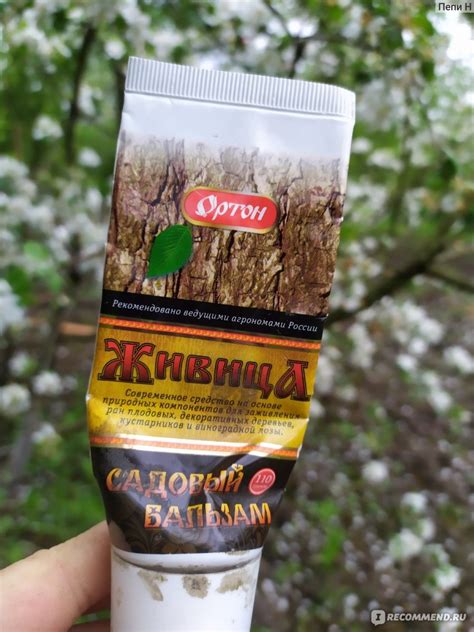 Пепи Н
Ортон
Рекомендовано ведущими агрономами России
ЖИВИЦА
Современное средство на основе
природных компонентов для заживления
ран плодовых, декоративных деревьев,
кустарников и виноградной лозы.
САДОВЫЙ
110
БАЛЬЗАМ
IRECOMMEND.RU